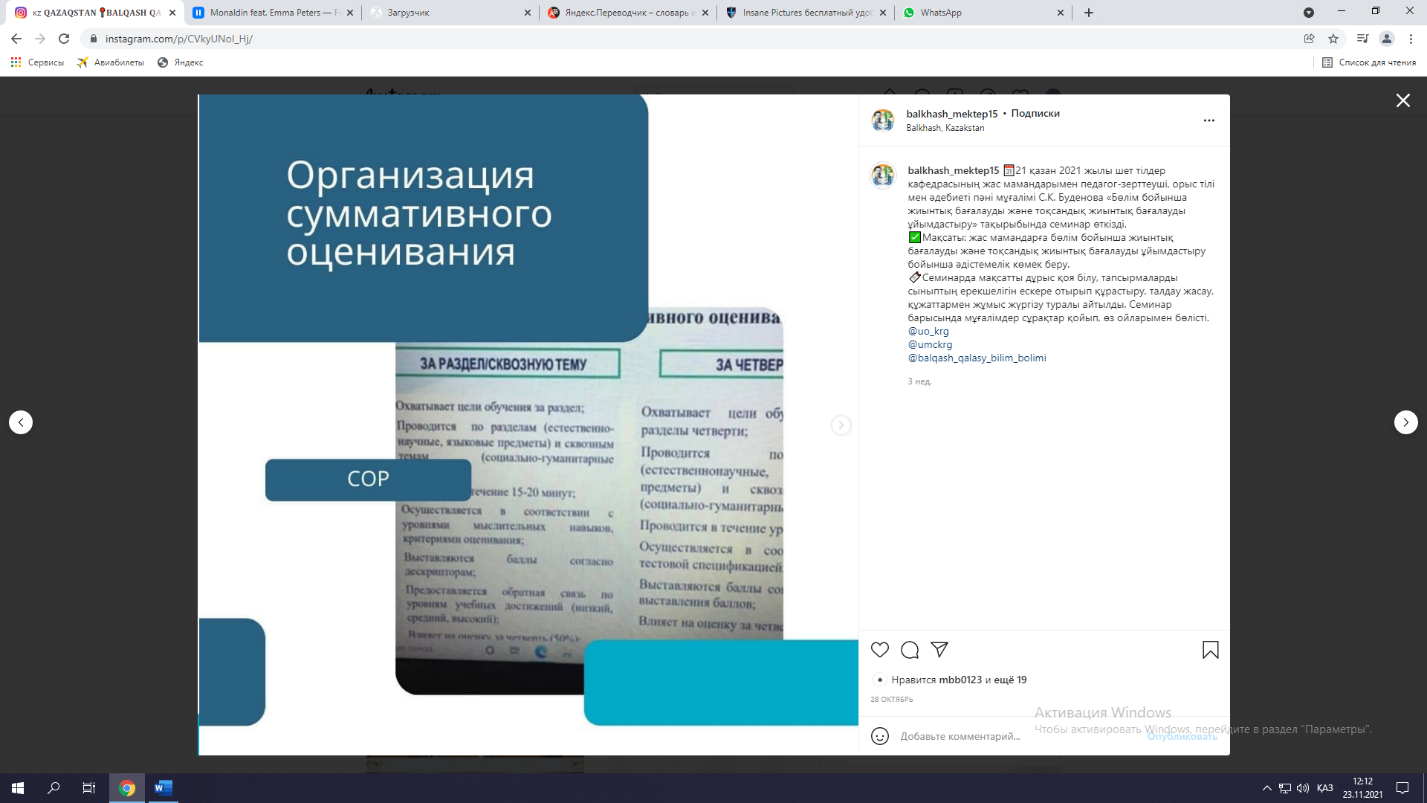 KZ QAZAQSTAN BALQASH QA
Monaldin feat. Emma Peters — F
Загрузчик
Яндекс.Переводчик – словарь и
Insane Pictures бесплатный удо
WhatsApp
instagram.com/p/CVkyUNoI_Hj/
Сервисы
Авиабилеты
Яндекс
Список для чтения
Организация
суммативного
оценивания
ивного оценива
ЗА РАЗДЕЛ/СКВОЗНУЮ ТЕМУ
Охватывает цели обучения за раздел;
Проводится по разделам (естественно-
научные, языковые предметы) и сквозным
темам (социально-гуманитарные
СОР
течение 15-20 минут;
Осуществляется в соответствии с
уровнями мыслительных навыков,
критериями оценивания;
Выставляются баллы согласно
дескрипторам;
Предоставляется обратная связь по
уровням учебных достижений (низкий,
средний, высокий);
Влияет на оценку за четверть (50%)
ЗА ЧЕТВЕР
Охватывает цели обу
разделы четверти;
Проводится по
(естественнонаучные,
предметы) и сквоз
(социально-гуманитарн
Проводится в течение ур
Осуществляется в соо
тестовой спецификацией
Выставляются баллы со
выставления баллов;
Влияет на оценку за четве
balkhash_mektep15 • Подписки
Balkhash, Kazakstan
balkhash_mektep15 🗓21 қазан 2021 жылы шет тілдер
кафедрасының жас мамандарымен педагог-зерттеуші, орыс тілі
мен әдебиеті пәні мұғалімі С.К. Буденова «Бөлім бойынша
жиынтық бағалауды және тоқсандық жиынтық бағалауды
ұйымдастыру» тақырыбында семинар өткізді.
✅Мақсаты: жас мамандарға бөлім бойынша жиынтық
бағалауды және тоқсандық жиынтық бағалауды ұйымдастыру
бойынша әдістемелік көмек беру.
Семинарда мақсатты дұрыс қоя білу, тапсырмаларды
сыныптың ерекшелігін ескере отырып құрастыру, талдау жасау,
құжаттармен жұмыс жүргізу туралы айтылды. Семинар
барысында мұғалімдер сұрақтар қойып, өз ойларымен бөлісті.
@uo_krg
@umckrg
@balqash_qalasy_bilim_bolimi
3 нед.
Нравится mbb0123 и ещё 19
28 ОКТЯБРЬ
Добавьте комментарий...
Опубликовать
Активация Windows
Чтобы активировать Windows, перейдите в раздел "Параметры".
ҚАЗ
12:12
23.11.2021